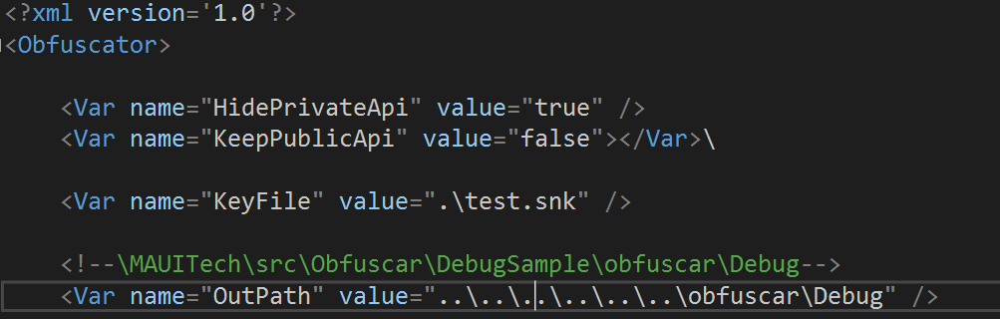 <?xml version='1.0'?>
<Obfuscator>
<Var name="HidePrivateApi" value="true" />
<Var name="KeepPublicApi" value="false"></Var>\
<Var name="KeyFile" value=".\test.snk" />
<!--\MAUITech\src\Obfuscar\DebugSample\obfuscar\Debug-->
<Var name="OutPath" value="..\..\..\..\..\..\obfuscar\Debug" />